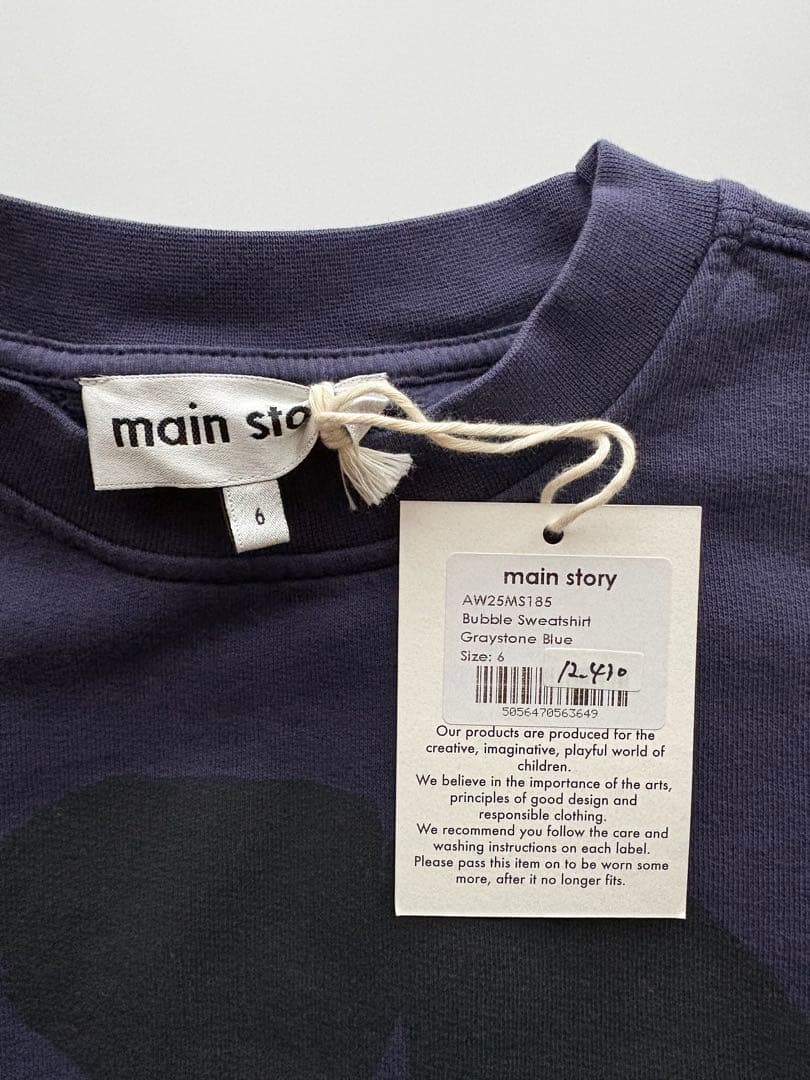 main sto
6
main story
AW25MS185
Bubble Sweatshirt
Graystone Blue
Size: 6
12.410
5056470563649
Our products are produced for the
creative, imaginative, playful world of
children.
We believe in the importance of the arts,
principles of good design and
responsible clothing.
We recommend you follow the care and
washing instructions on each label.
Please pass this item on to be worn some
more, after it no longer fits.